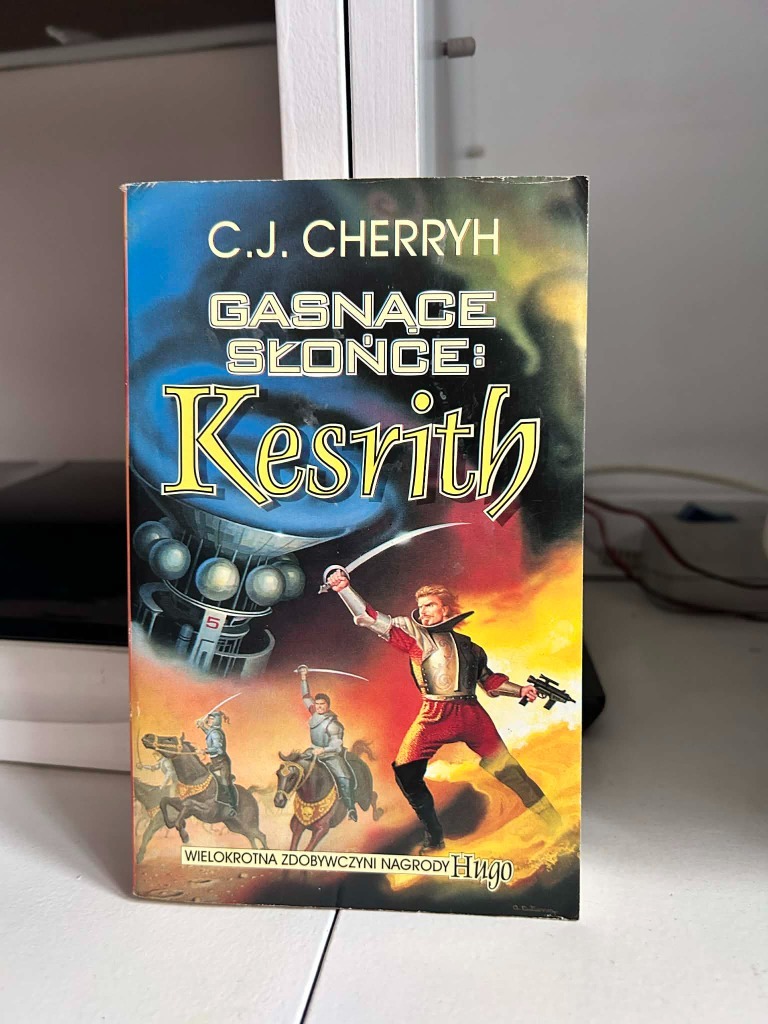 C.J. CHERRYH
GASNĄCE
SŁOŃCE:
Kesrith
5
WIELOKROTNA ZDOBYWCZYNI NAGRODY Hugo